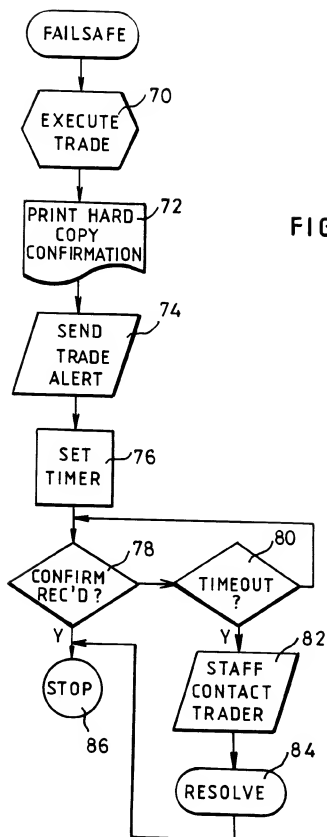 FAILSAFE
70
EXECUTE
TRADE
72
PRINT HARD
COPY
CONFIRMATION
FIG
74
SEND
TRADE
ALERT
SET
TIMER
76
78
CONFIRM
REC'D?
Y
80
TIMEOUT
?
Y
STOP
86
82
STAFF
CONTACT
TRADER
84
RESOLVE